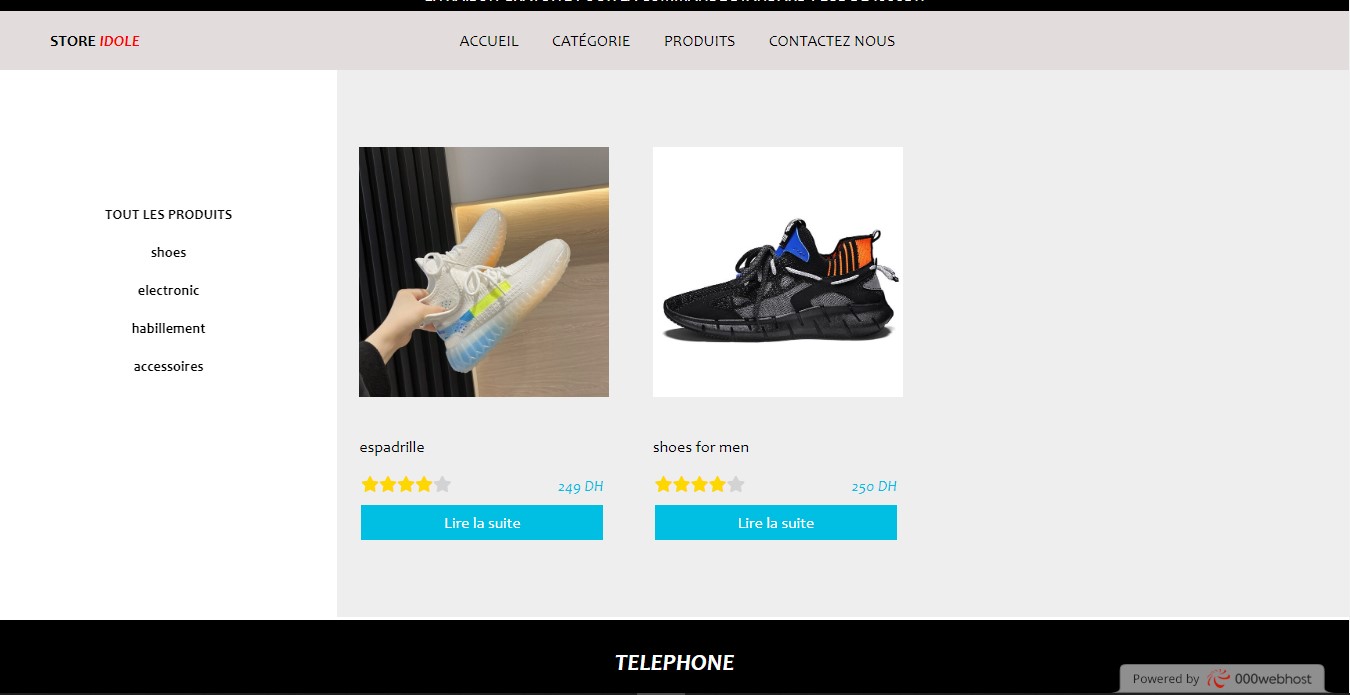 STORE IDOLE
ACCUEIL CATÉGORIE PRODUITS CONTACTEZ NOUS
TOUT LES PRODUITS
shoes
electronic
habillement
accessoires
espadrille
249 DH
Lire la suite
shoes for men
250 DH
Lire la suite
TELEPHONE
Powered by 000webhost